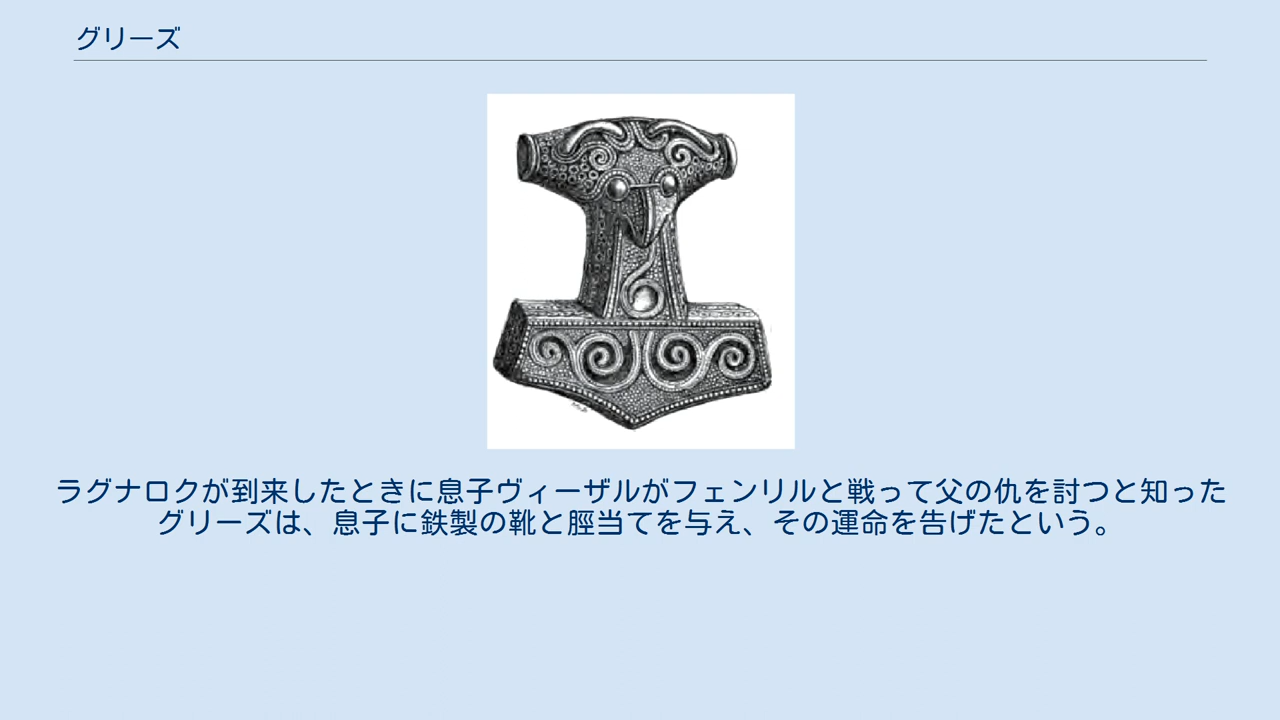 グリーズ
ラグナロクが到来したときに息子ヴィーザルがフェンリルと戦って父の仇を討つと知った
グリーズは、息子に鉄製の靴と脛当てを与え、その運命を告げたという。